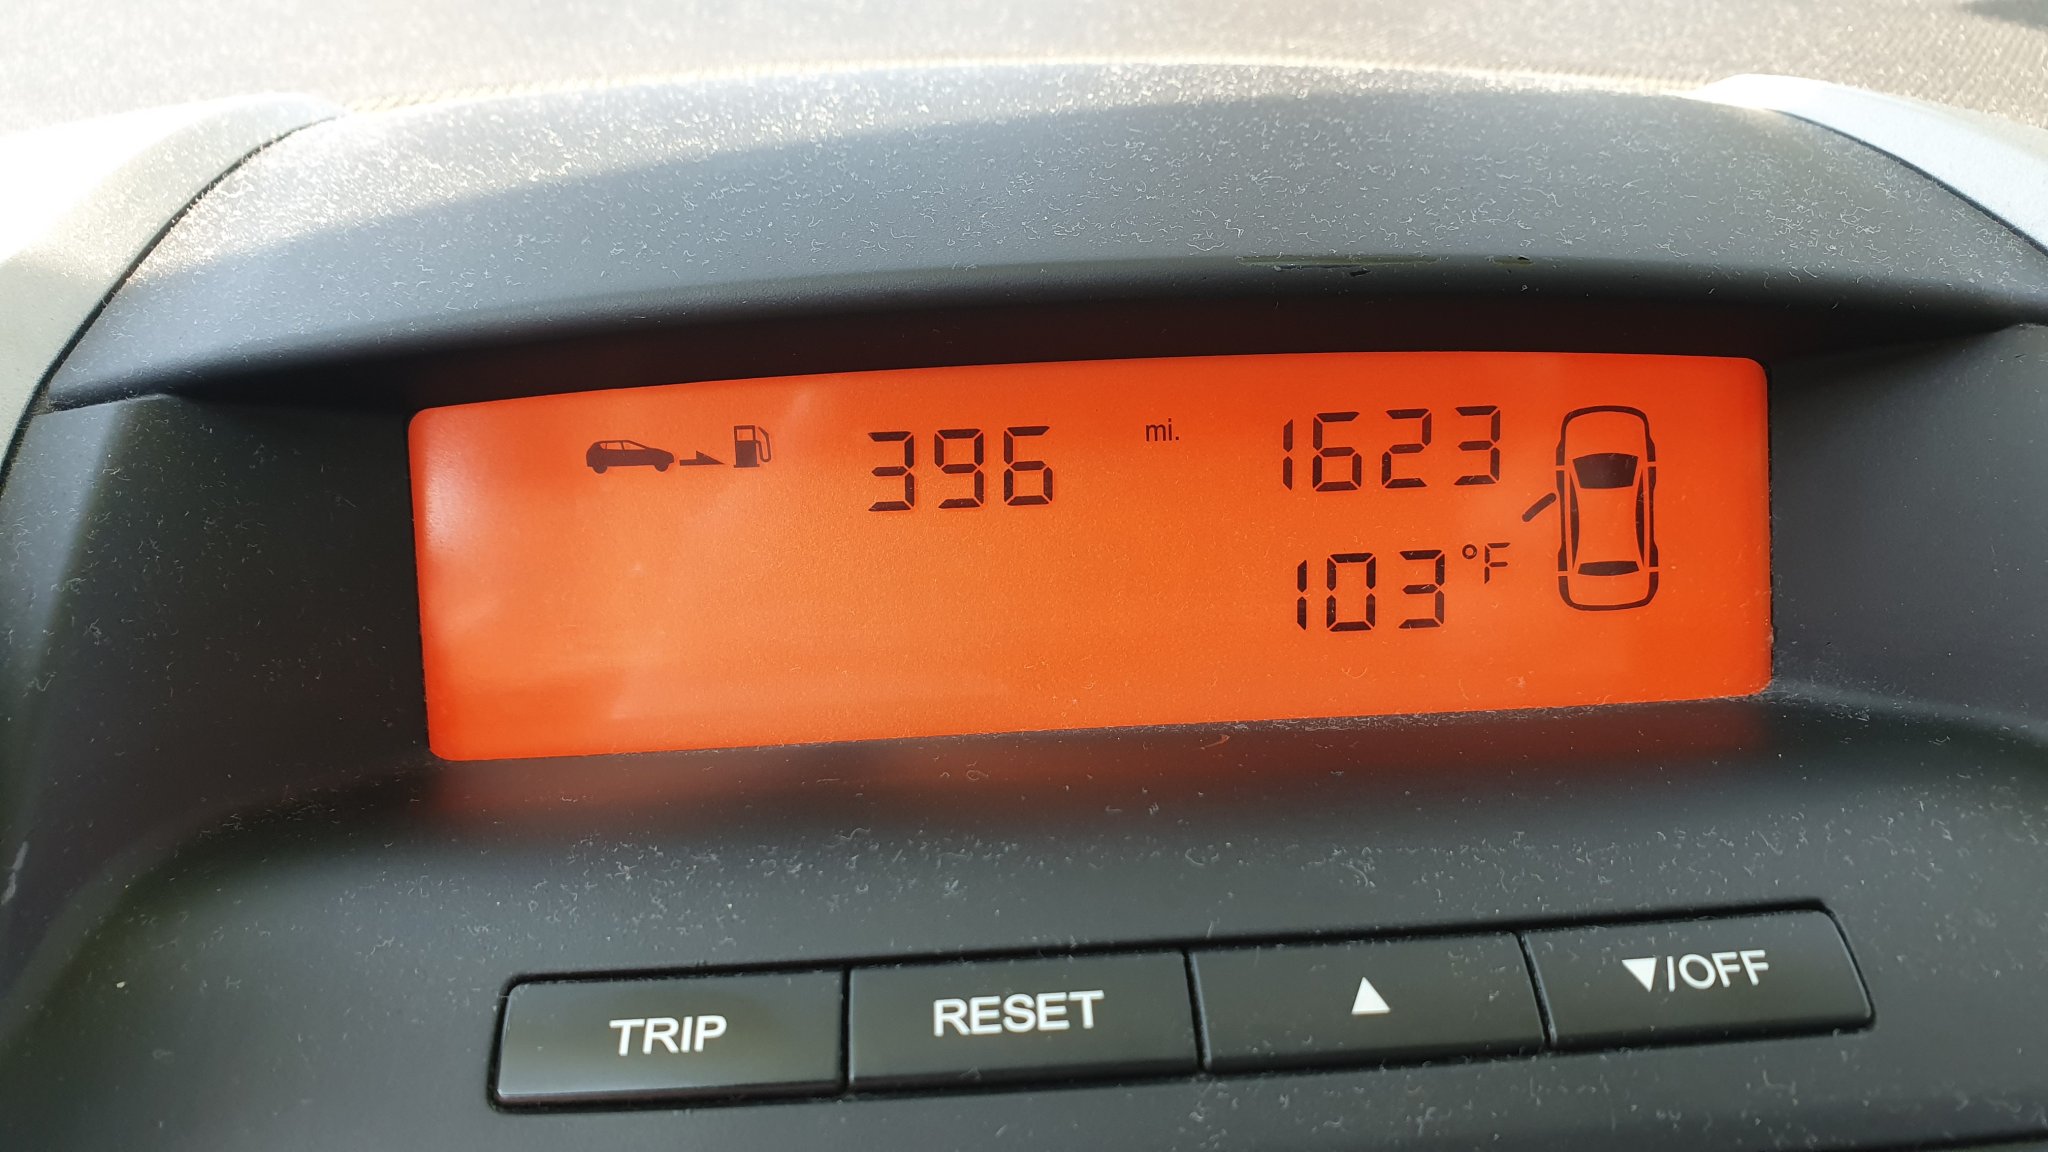 396 mi. 1623
103 °F
TRIP RESET ▲ ▼/OFF